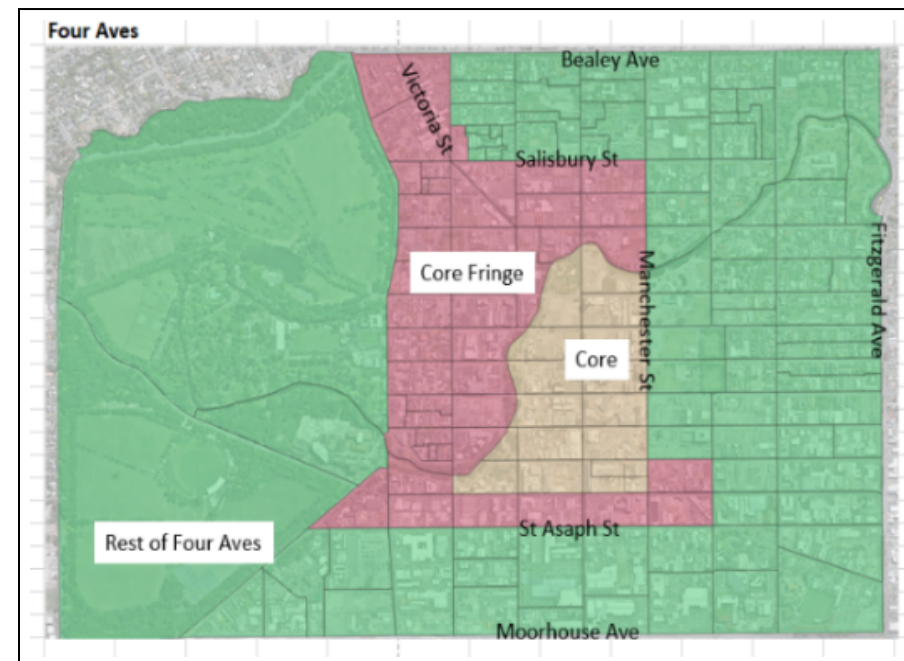 Four Aves
Bealey Ave
Victoria St
Salisbury St
Core Fringe
Manchester St
Fitzgerald Ave
Core
St Asaph St
Rest of Four Aves
Moorhouse Ave